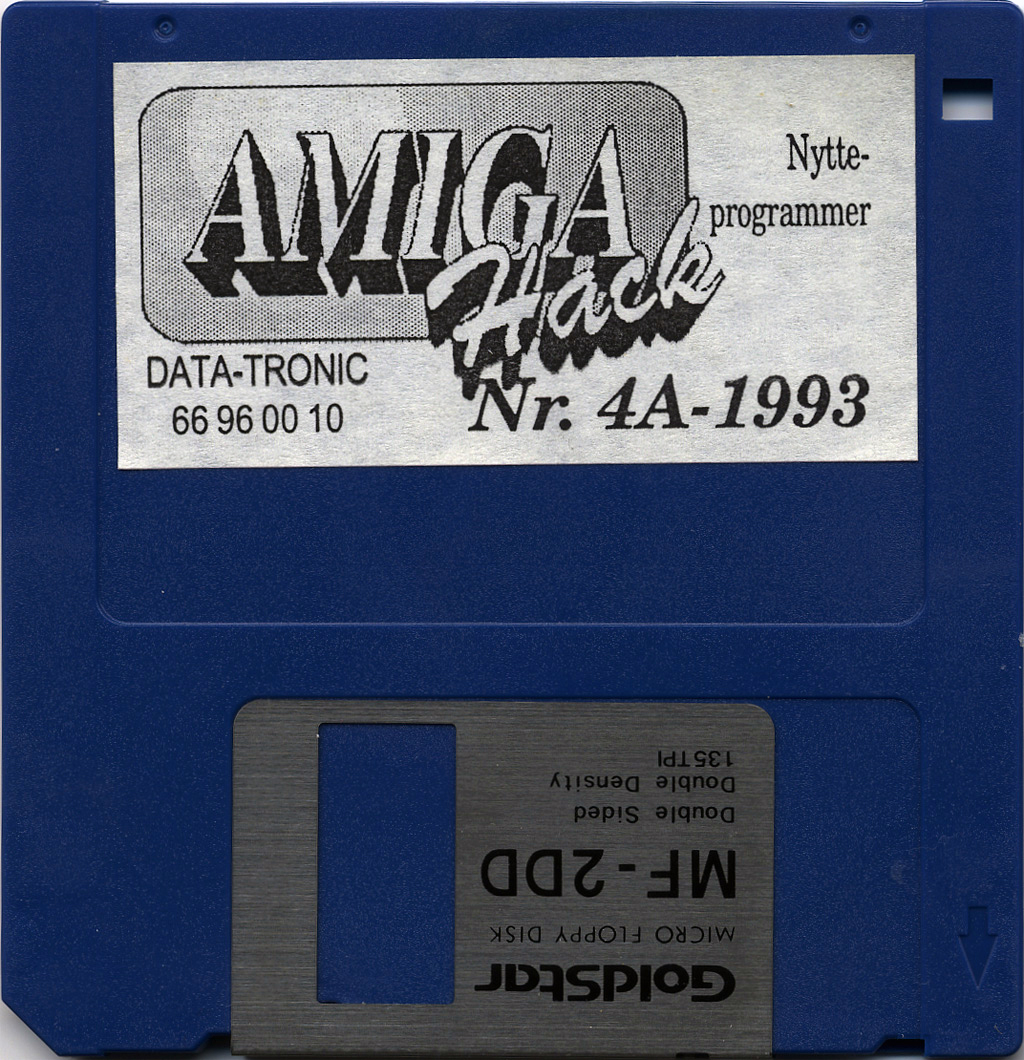 AMIGA
Hack
Nytte-
programmer
DATA-TRONIC
66 96 00 10
Nr. 4A-1993
GoldStar
MICRO FLOPPY DISK
MF-2DD
Double Sided
Double Density
135TPI